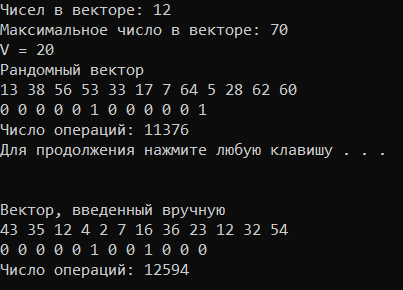 Чисел в векторе: 12
Максимальное число в векторе: 70
V = 20
Рандомный вектор
13 38 56 53 33 17 7 64 5 28 62 60
0 0 0 0 0 1 0 0 0 0 0 1
Число операций: 11376
Для продолжения нажмите любую клавишу . . .
Вектор, введенный вручную
43 35 12 4 2 7 16 36 23 12 32 54
0 0 0 0 0 1 0 0 1 0 0 0
Число операций: 12594